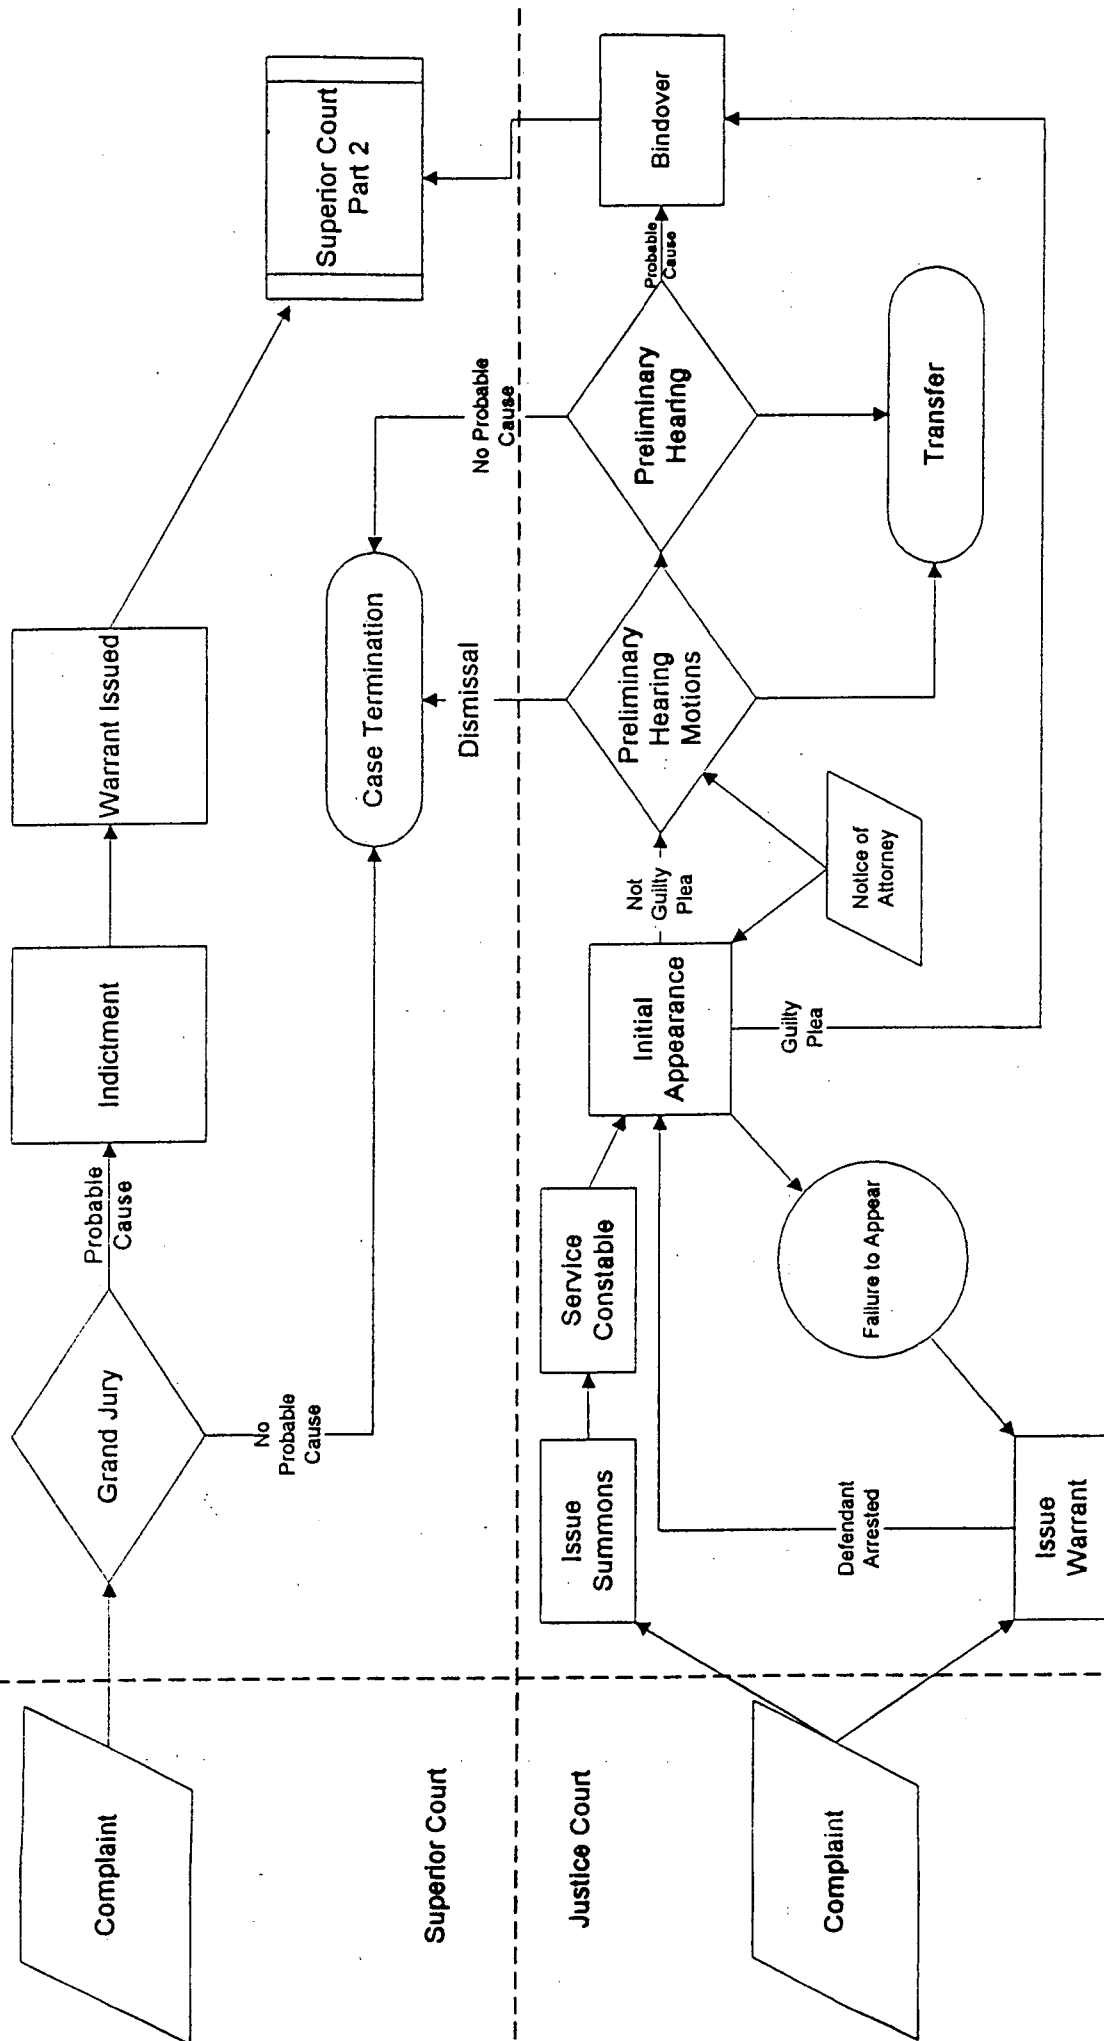 Complaint
Grand Jury
Probable
Cause
No
Probable
Cause
Indictment
Warrant Issued
Superior Court
Part 2
Case Termination
Dismissal
No Probable
Cause
Superior Court
Justice Court
Complaint
Issue
Summons
Service
Constable
Issue
Warrant
Defendant
Arrested
Failure to Appear
Initial
Appearance
Guilty
Plea
Not
Guilty
Plea
Notice of
Attorney
Preliminary
Hearing
Motions
Preliminary
Hearing
Probable
Cause
Bindover
Transfer